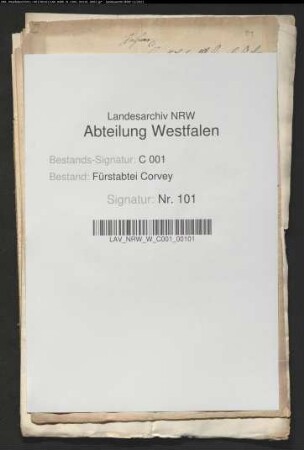 Landesarchiv NRW
Abteilung Westfalen
Bestands-Signatur: C 001
Bestand: Fürstabtei Corvey
Signatur: Nr. 101
LAV_NRW_W_C001_00101